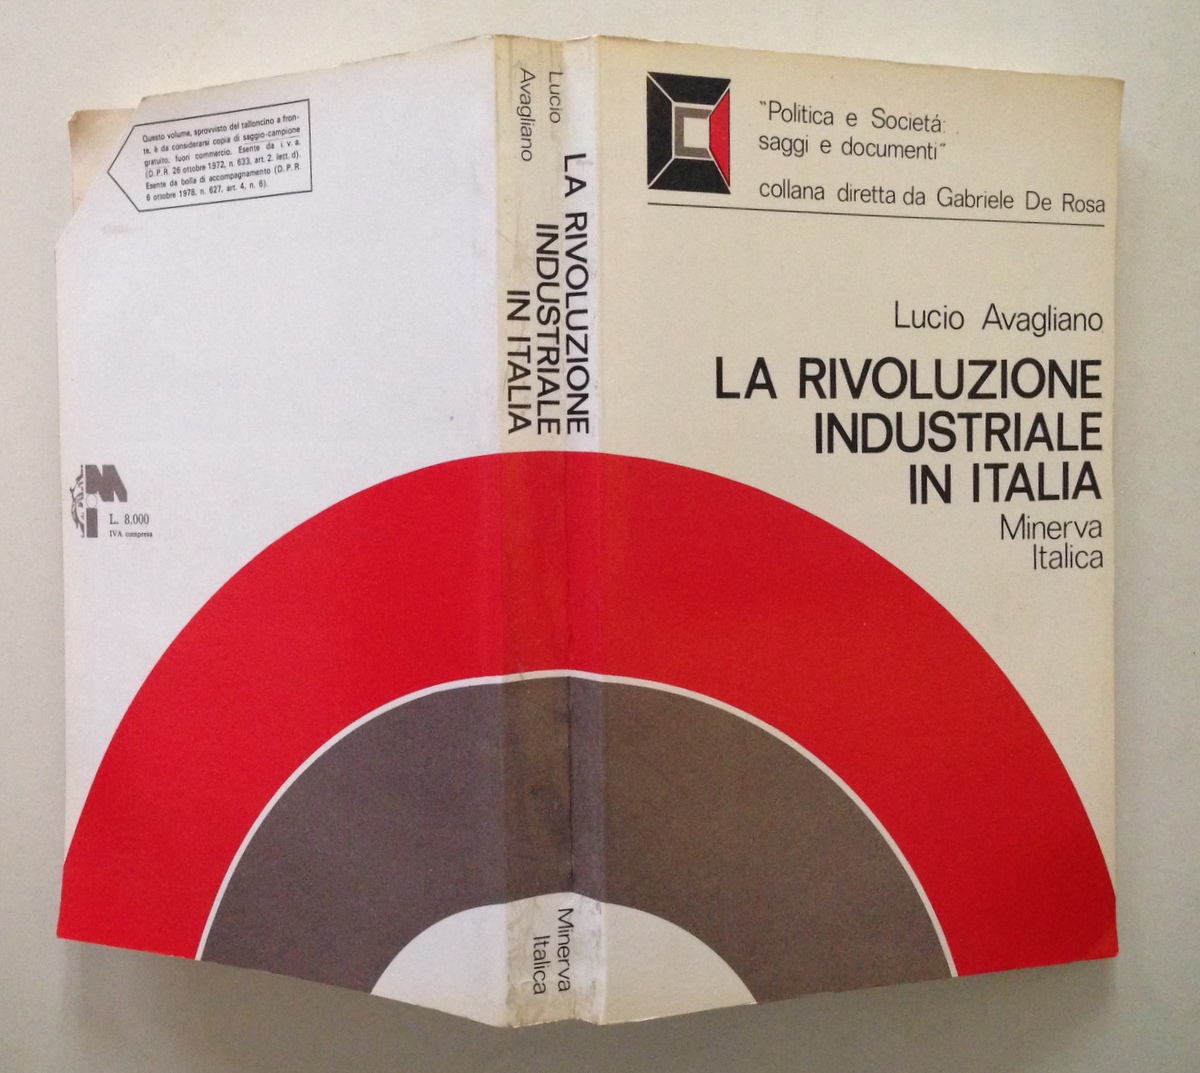 Questo volume, sprovvisto del talloncino a fron-
te, è da considerarsi copia di saggio-campione
gratuito, fuori commercio. Esente da i.v.a.
(D.P.R. 26 ottobre 1972, n. 633, art. 2. lett. d).
Esente da bolla di accompagnamento (D.P.R.
6 ottobre 1978, n. 627, art. 4, n. 6).
L. 8.000
IVA compresa
Lucio
Avagliano
LA RIVOLUZIONE
INDUSTRIALE
IN ITALIA
Minerva
Italica
"Politica e Societá:
saggi e documenti"
collana diretta da Gabriele De Rosa
Lucio Avagliano
LA RIVOLUZIONE
INDUSTRIALE
IN ITALIA
Minerva
Italica